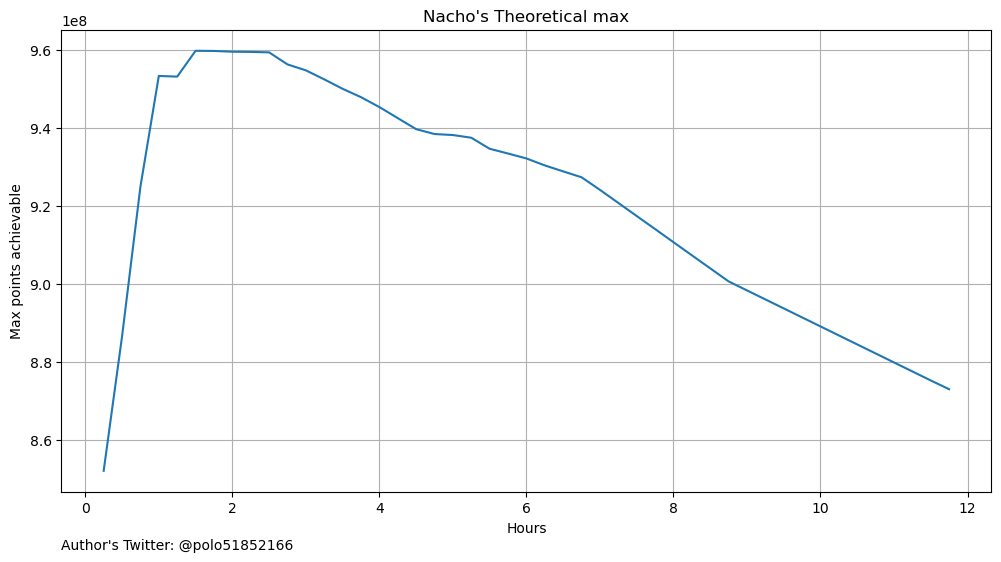 Nacho's Theoretical max
1e8
9.6
9.4
9.2
9.0
8.8
8.6
Max points achievable
0 2 4 6 8 10 12
Hours
Author's Twitter: @polo51852166